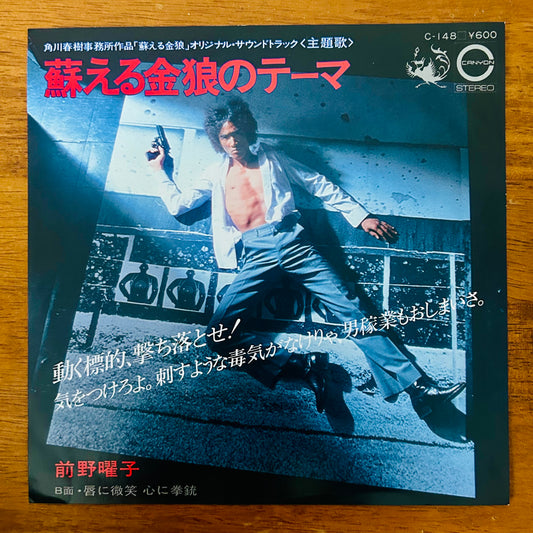 角川春樹事務所作品「蘇える金狼」オリジナル・サウンドトラック〈主題歌〉
C-148 ¥600
蘇える金狼のテーマ
CANYON
STEREO
動く標的、撃ち落とせ!
気をつけろよ。刺すような毒気がなけりゃ、男稼業もおしまいさ。
前野曜子
B面・唇に微笑 心に拳銃